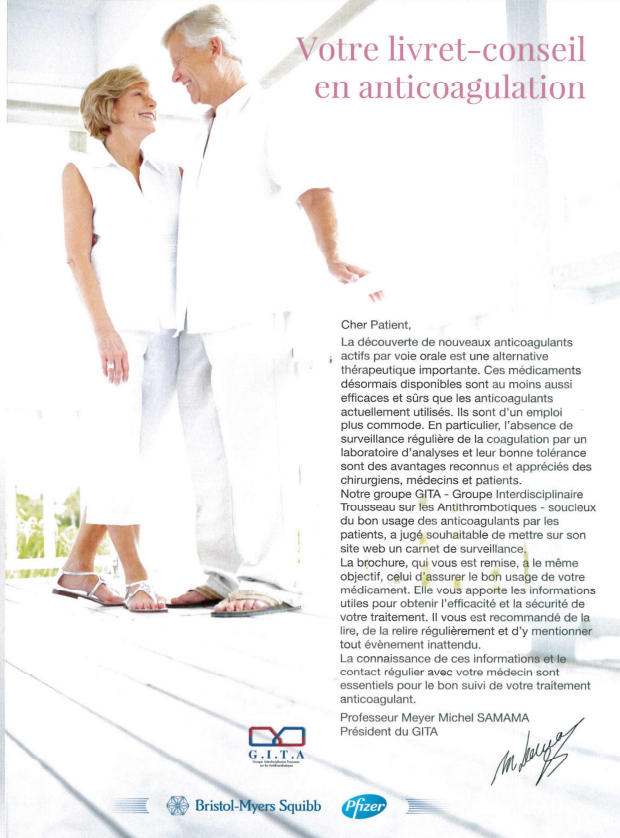 Votre livret-conseil
en anticoagulation
Cher Patient,
La découverte de nouveaux anticoagulants
actifs par voie orale est une alternative
thérapeutique importante. Ces médicaments
désormais disponibles sont au moins aussi
efficaces et sûrs que les anticoagulants
actuellement utilisés. Ils sont d'un emploi
plus commode. En particulier, l'absence de
surveillance régulière de la coagulation par un
laboratoire d'analyses et leur bonne tolérance
sont des avantages reconnus et appréciés des
chirurgiens, médecins et patients.
Notre groupe GITA - Groupe Interdisciplinaire
Trousseau sur les Antithrombotiques - soucieux
du bon usage des anticoagulants par les
patients, a jugé souhaitable de mettre sur son
site web un carnet de surveillance.
La brochure, qui vous est remise, a le même
objectif, celui d'assurer le bon usage de votre
médicament. Elle vous apporte les informations
utiles pour obtenir l'efficacité et la sécurité de
votre traitement. Il vous est recommandé de la
lire, de la relire régulièrement et d'y mentionner
tout évènement inattendu.
La connaissance de ces informations et le
contact régulier avec votre médecin sont
essentiels pour le bon suivi de votre traitement
anticoagulant.
Professeur Meyer Michel SAMAMA
Président du GITA
G.I.T.A
Groupe Interdisciplinaire Trousseau
sur les Antithrombotiques
Bristol-Myers Squibb
Pfizer